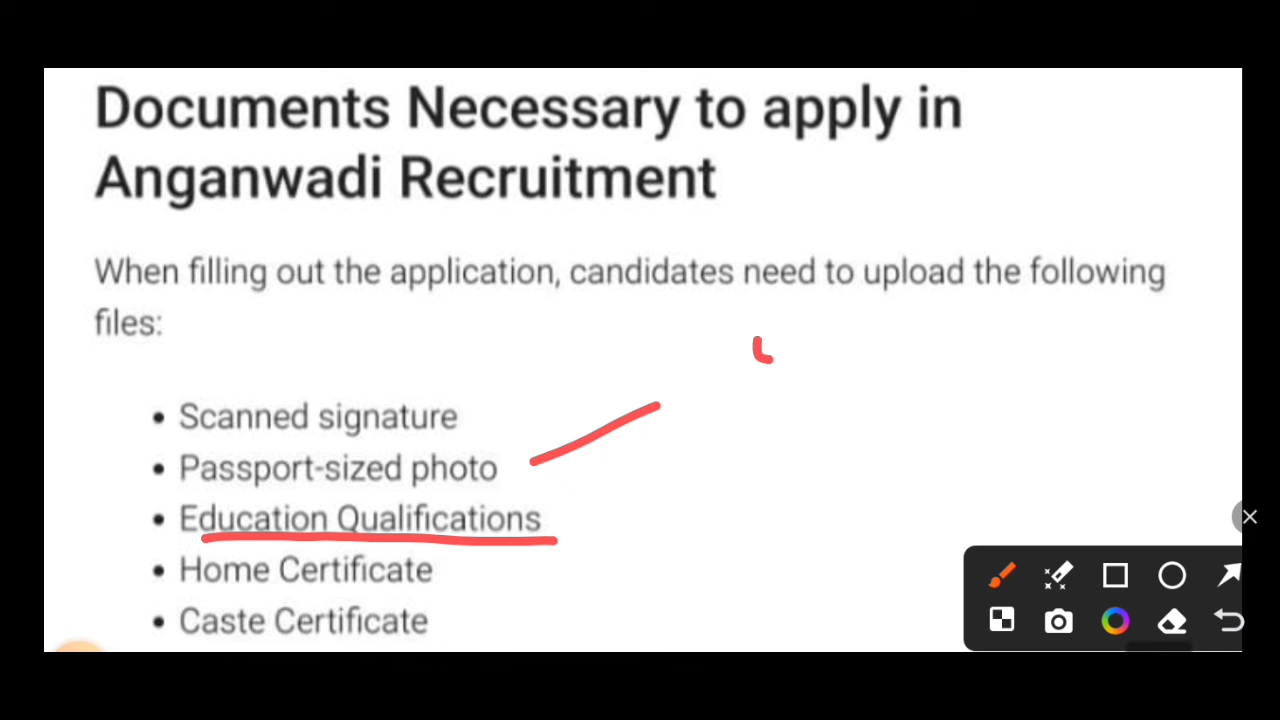 Documents Necessary to apply in
Anganwadi Recruitment
When filling out the application, candidates need to upload the following
files:
• Scanned signature
• Passport-sized photo
• Education Qualifications
• Home Certificate
• Caste Certificate